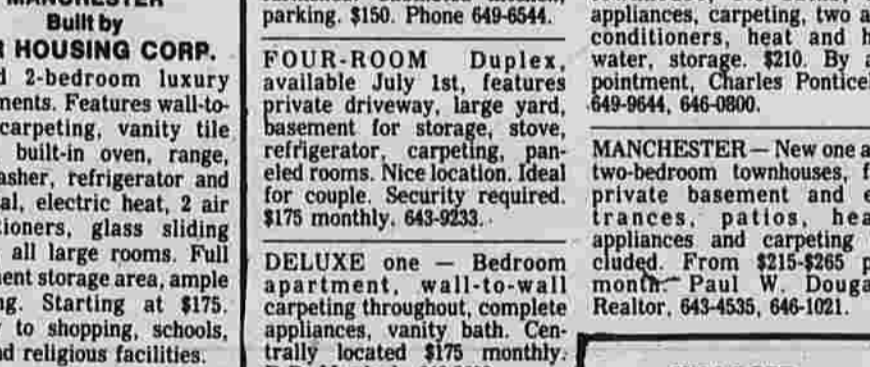 MANCHESTER
Built by
HOUSING CORP.
2-bedroom luxury
ments. Features wall-to-
carpeting, vanity tile
built-in oven, range,
asher, refrigerator and
al, electric heat, 2 air
tioners, glass sliding
all large rooms. Full
ment storage area, ample
ng. Starting at $175.
to shopping, schools,
nd religious facilities.
parking. $150. Phone 649-6544.
FOUR-ROOM Duplex,
available July 1st, features
private driveway, large yard,
basement for storage, stove,
refrigerator, carpeting, pan-
eled rooms. Nice location. Ideal
for couple. Security required.
$175 monthly. 643-9233.
DELUXE one — Bedroom
apartment, wall-to-wall
carpeting throughout, complete
appliances, vanity bath. Cen-
trally located $175 monthly.
appliances, carpeting, two a
conditioners, heat and h
water, storage. $210. By a
pointment, Charles Ponticel
649-9644, 646-0800.
MANCHESTER — New one a
two-bedroom townhouses, f
private basement and e
trances, patios, hea
appliances and carpeting
cluded. From $215-$265 p
month. Paul W. Douga
Realtor, 643-4535, 646-1021.